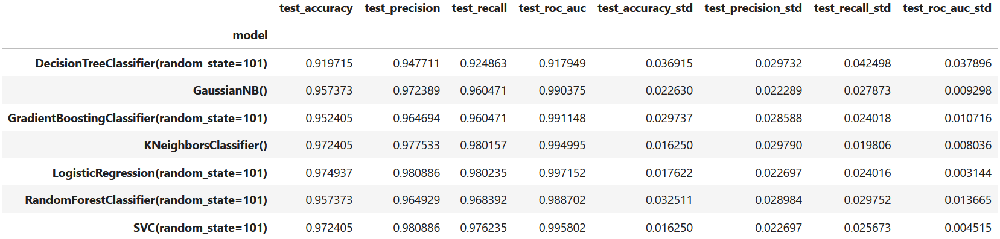 test_accuracy test_precision test_recall test_roc_auc test_accuracy_std test_precision_std test_recall_std test_roc_auc_std
model
DecisionTreeClassifier(random_state=101) 0.919715 0.947711 0.924863 0.917949 0.036915 0.029732 0.042498 0.037896
GaussianNB() 0.957373 0.972389 0.960471 0.990375 0.022630 0.022289 0.027873 0.009298
GradientBoostingClassifier(random_state=101) 0.952405 0.964694 0.960471 0.991148 0.029737 0.028588 0.024018 0.010716
KNeighborsClassifier() 0.972405 0.977533 0.980157 0.994995 0.016250 0.029790 0.019806 0.008036
LogisticRegression(random_state=101) 0.974937 0.980886 0.980235 0.997152 0.017622 0.022697 0.024016 0.003144
RandomForestClassifier(random_state=101) 0.957373 0.964929 0.968392 0.988702 0.032511 0.028984 0.029752 0.013665
SVC(random_state=101) 0.972405 0.980886 0.976235 0.995802 0.016250 0.022697 0.025673 0.004515